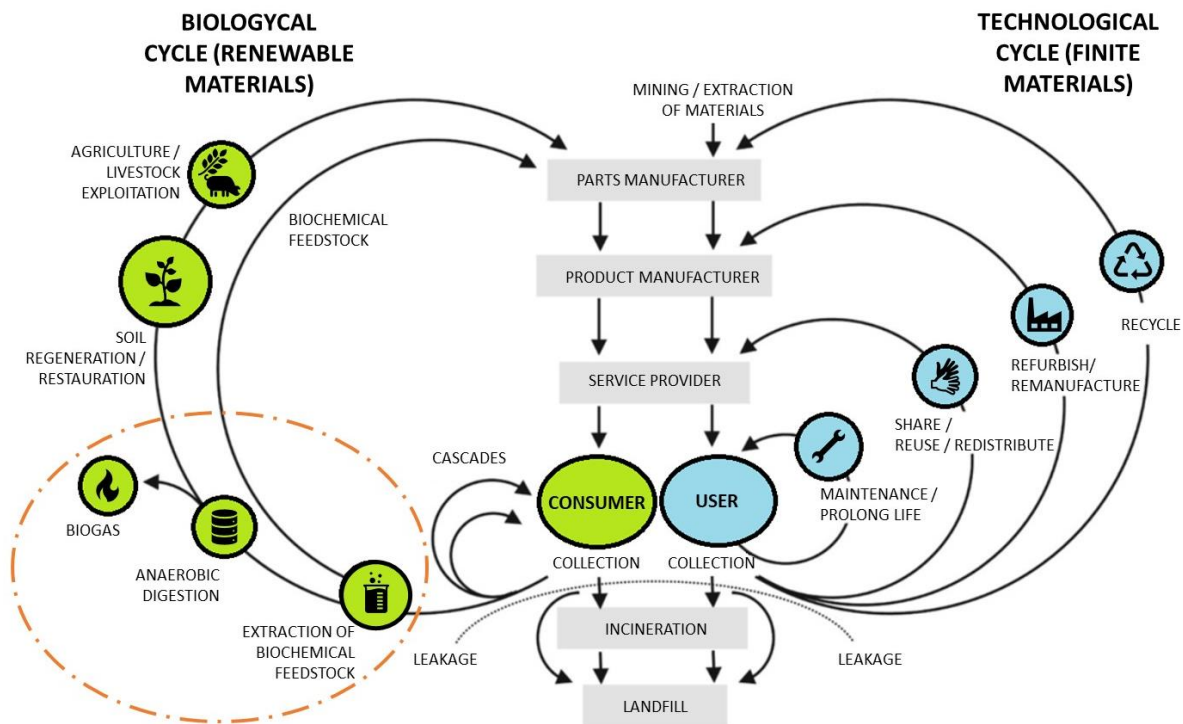 BIOLOGYCAL
CYCLE (RENEWABLE
MATERIALS)
TECHNOLOGICAL
CYCLE (FINITE
MATERIALS)
MINING / EXTRACTION
OF MATERIALS
AGRICULTURE /
LIVESTOCK
EXPLOITATION
PARTS MANUFACTURER
BIOCHEMICAL
FEEDSTOCK
PRODUCT MANUFACTURER
RECYCLE
SOIL
REGENERATION /
RESTAURATION
SERVICE PROVIDER
REFURBISH/
REMANUFACTURE
SHARE /
REUSE / REDISTRIBUTE
CASCADES
CONSUMER
USER
MAINTENANCE /
PROLONG LIFE
BIOGAS
COLLECTION
COLLECTION
ANAEROBIC
DIGESTION
EXTRACTION OF
BIOCHEMICAL
FEEDSTOCK
LEAKAGE
INCINERATION
LEAKAGE
LANDFILL